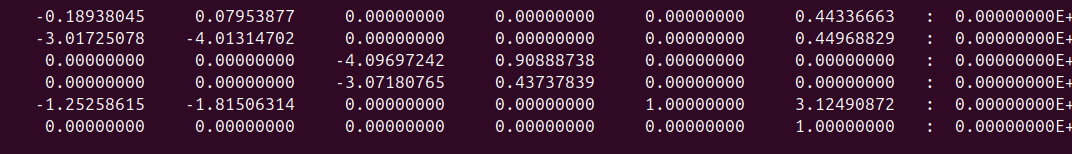 -0.18938045 0.07953877 0.00000000 0.00000000 0.00000000 0.44336663 : 0.00000000E+
-3.01725078 -4.01314702 0.00000000 0.00000000 0.00000000 0.44968829 : 0.00000000E+
0.00000000 0.00000000 -4.09697242 0.90888738 0.00000000 0.00000000 : 0.00000000E+
0.00000000 0.00000000 -3.07180765 0.43737839 0.00000000 0.00000000 : 0.00000000E+
-1.25258615 -1.81506314 0.00000000 0.00000000 1.00000000 3.12490872 : 0.00000000E+
0.00000000 0.00000000 0.00000000 0.00000000 0.00000000 1.00000000 : 0.00000000E+